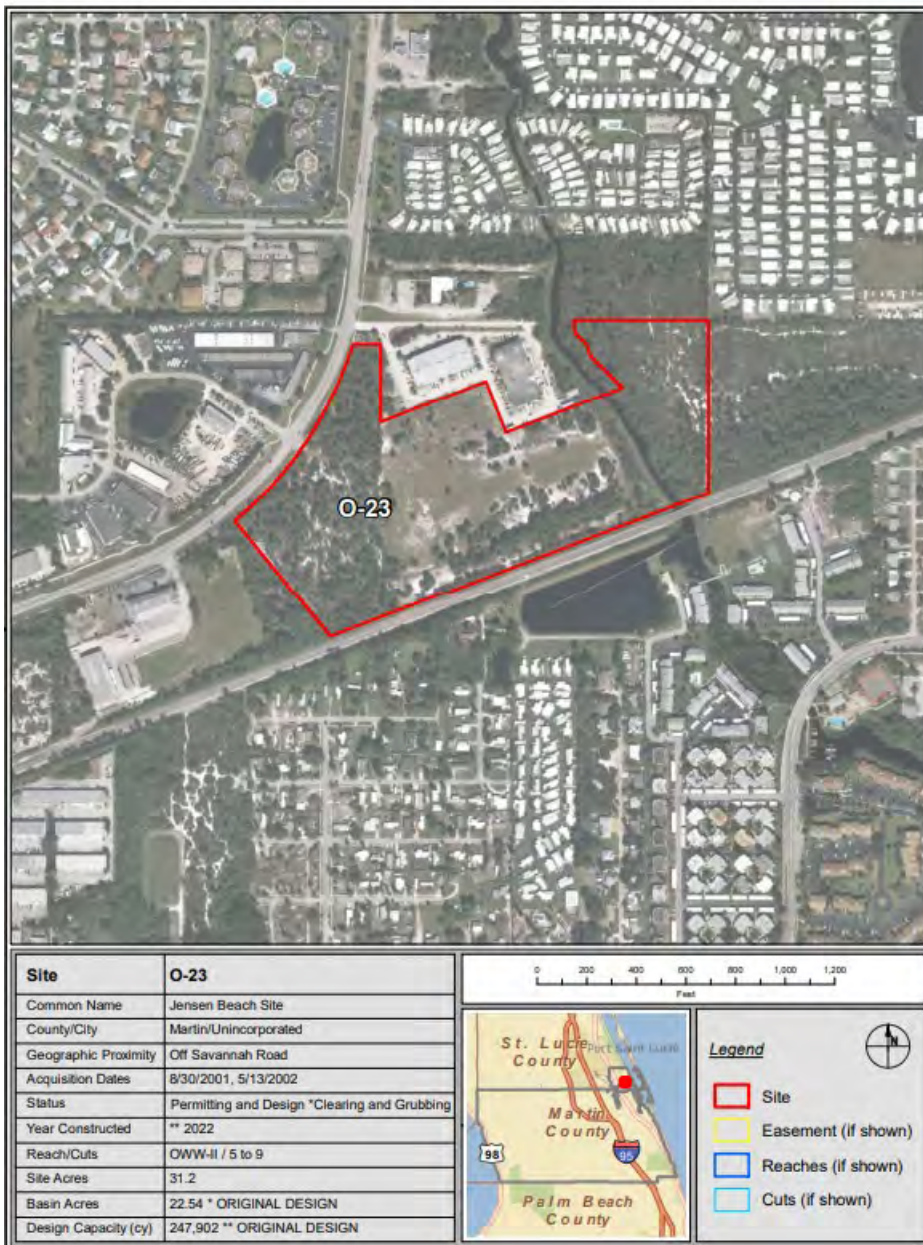 O-23
Site O-23
Common Name Jensen Beach Site
County/City Martin/Unincorporated
Geographic Proximity Off Savannah Road
Acquisition Dates 8/30/2001, 5/13/2002
Status Permitting and Design *Clearing and Grubbing
Year Constructed ** 2022
Reach/Cuts OWW-II / 5 to 9
Site Acres 31.2
Basin Acres 22.54 * ORIGINAL DESIGN
Design Capacity (cy) 247,902 ** ORIGINAL DESIGN
0 200 400 600 800 1,000 1,200
Feet
St. Lucie
County
Port Saint Lucie
Martin
County
98
95
Palm Beach
County
Legend
N
Site
Easement (if shown)
Reaches (if shown)
Cuts (if shown)